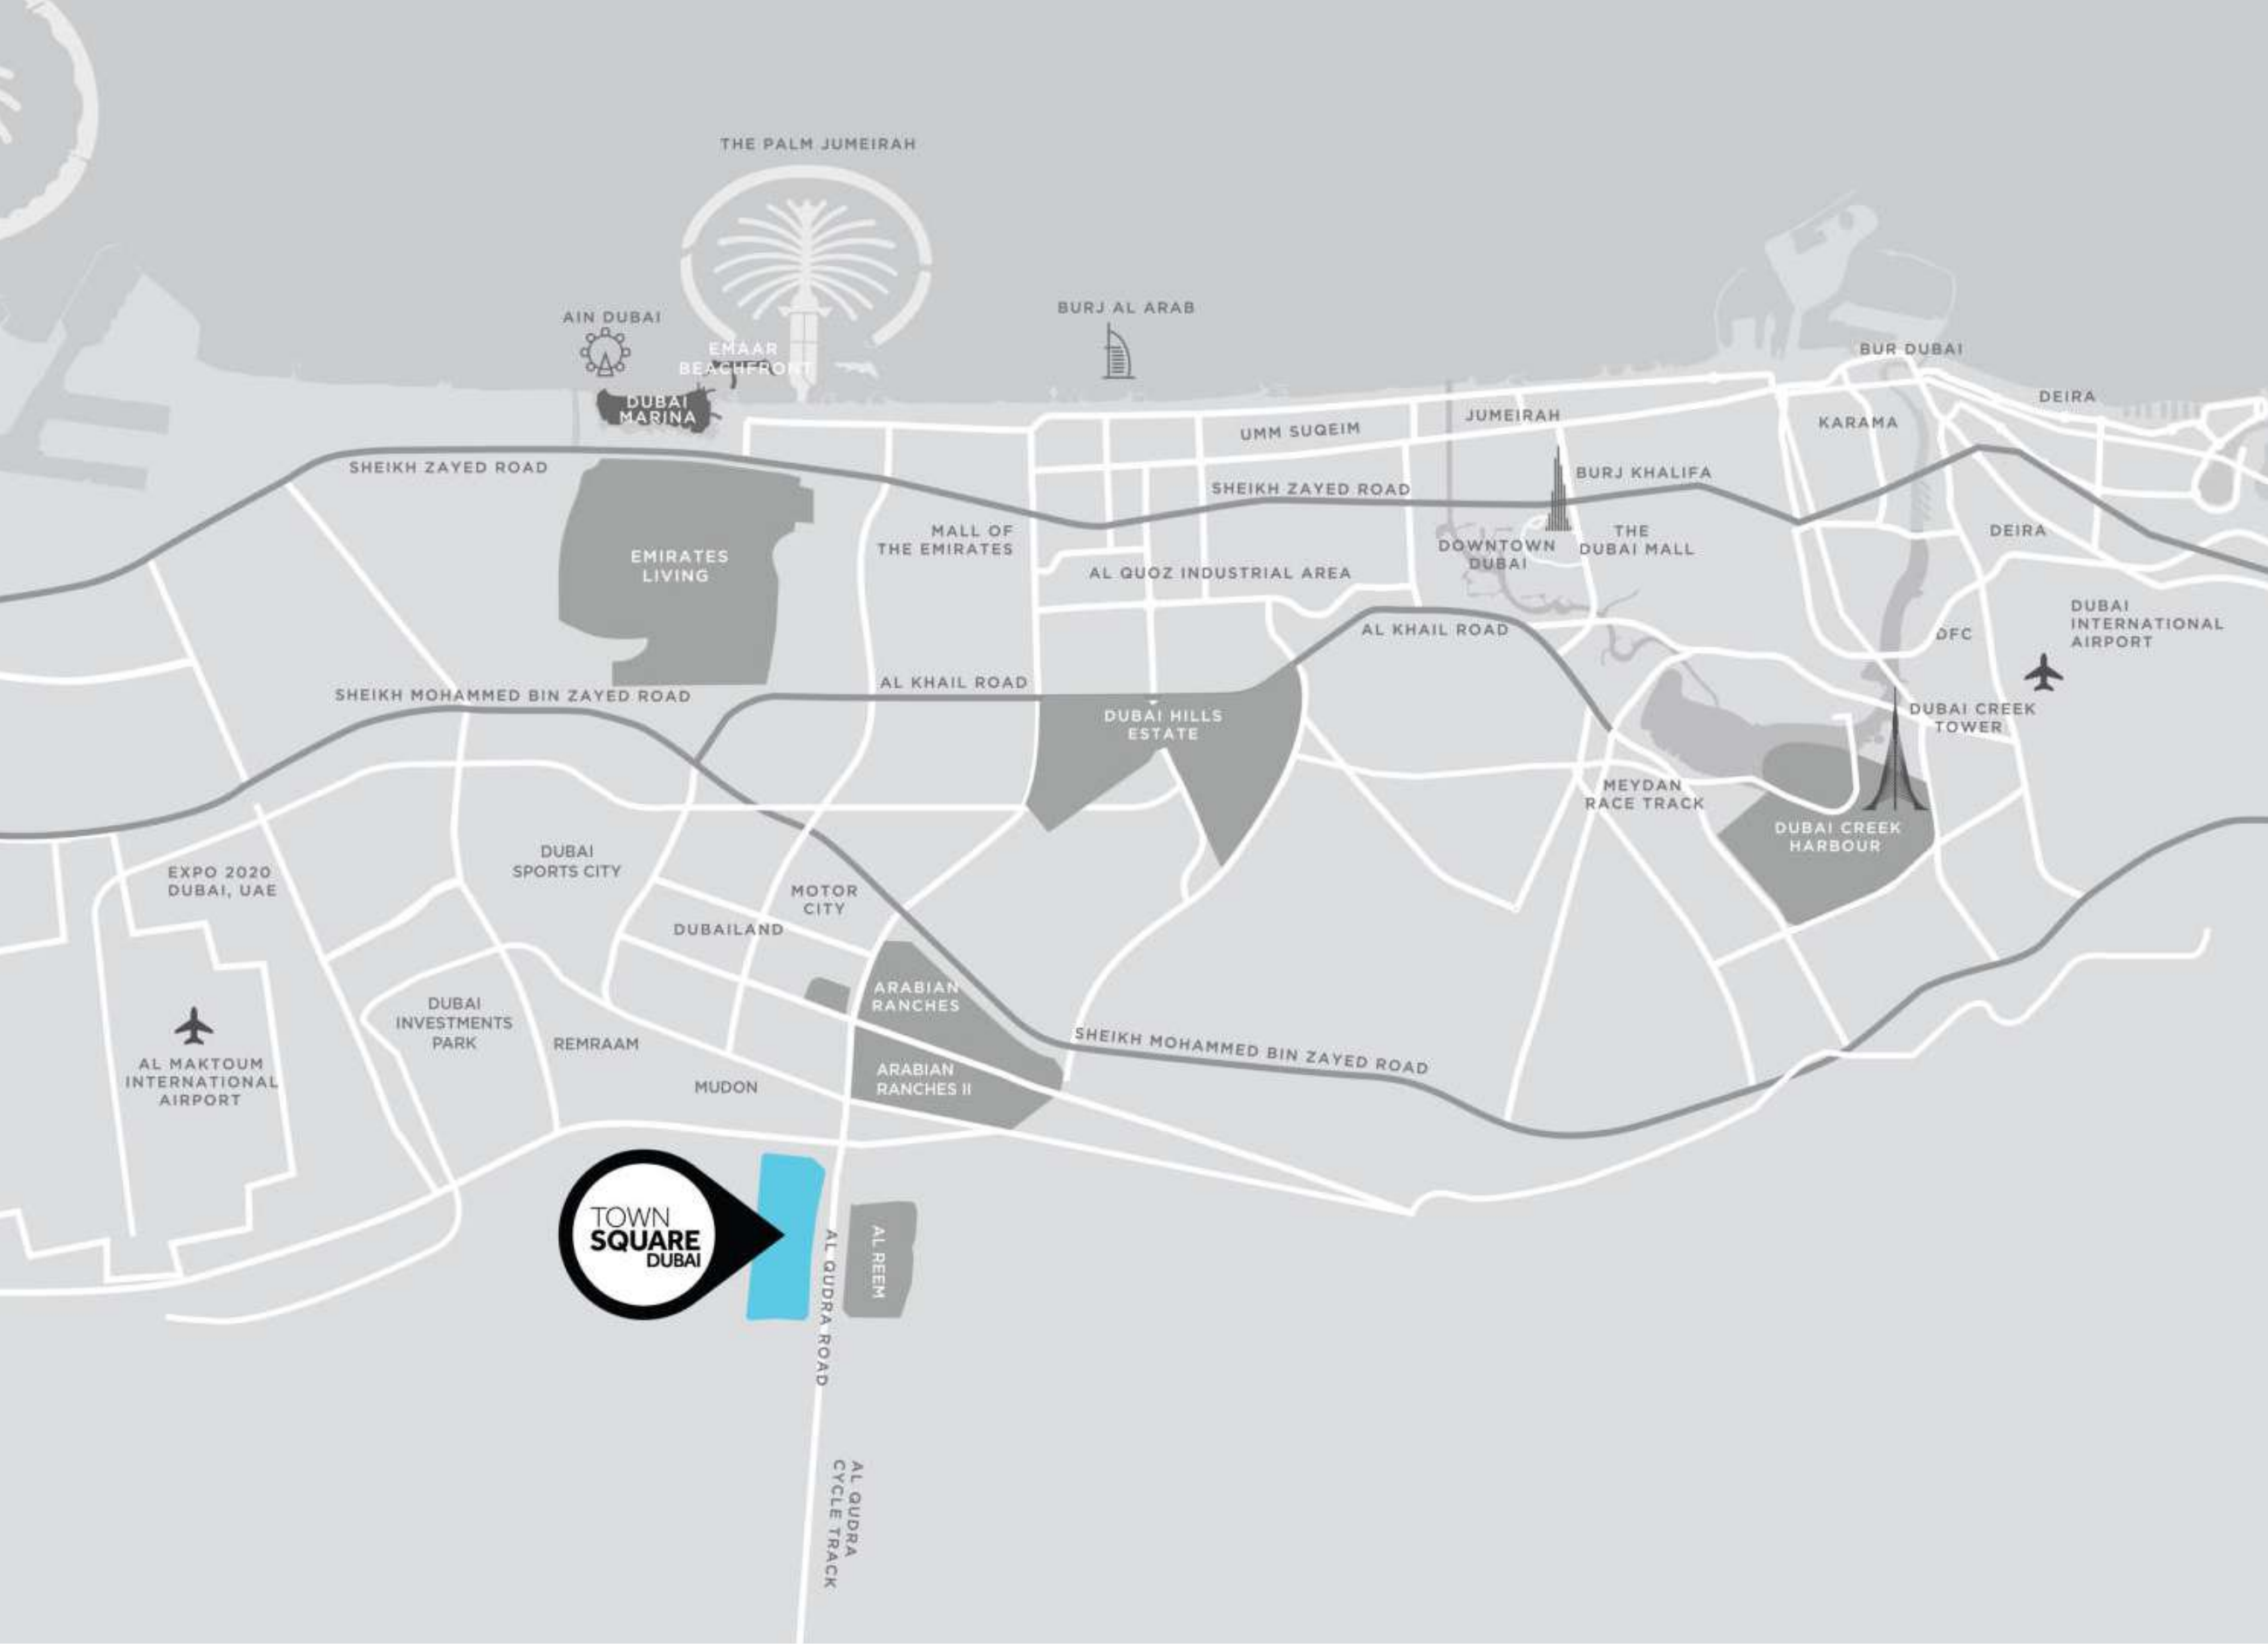 THE PALM JUMEIRAH
AIN DUBAI
BURJ AL ARAB
EMAAR
BEACHFRONT
DUBAI
MARINA
BUR DUBAI
DEIRA
JUMEIRAH
KARAMA
UMM SUQEIM
SHEIKH ZAYED ROAD
BURJ KHALIFA
SHEIKH ZAYED ROAD
MALL OF
THE EMIRATES
THE
DUBAI MALL
DEIRA
DOWNTOWN
DUBAI
EMIRATES
LIVING
AL QUOZ INDUSTRIAL AREA
DUBAI
INTERNATIONAL
AIRPORT
AL KHAIL ROAD
DFC
AL KHAIL ROAD
SHEIKH MOHAMMED BIN ZAYED ROAD
DUBAI HILLS
ESTATE
DUBAI CREEK
TOWER
MEYDAN
RACE TRACK
DUBAI CREEK
HARBOUR
DUBAI
SPORTS CITY
EXPO 2020
DUBAI, UAE
MOTOR
CITY
DUBAILAND
ARABIAN
RANCHES
DUBAI
INVESTMENTS
PARK
REMRAAM
SHEIKH MOHAMMED BIN ZAYED ROAD
AL MAKTOUM
INTERNATIONAL
AIRPORT
ARABIAN
RANCHES II
MUDON
TOWN
SQUARE
DUBAI
AL QUDRA ROAD
AL REEM
AL QUDRA
CYCLE TRACK